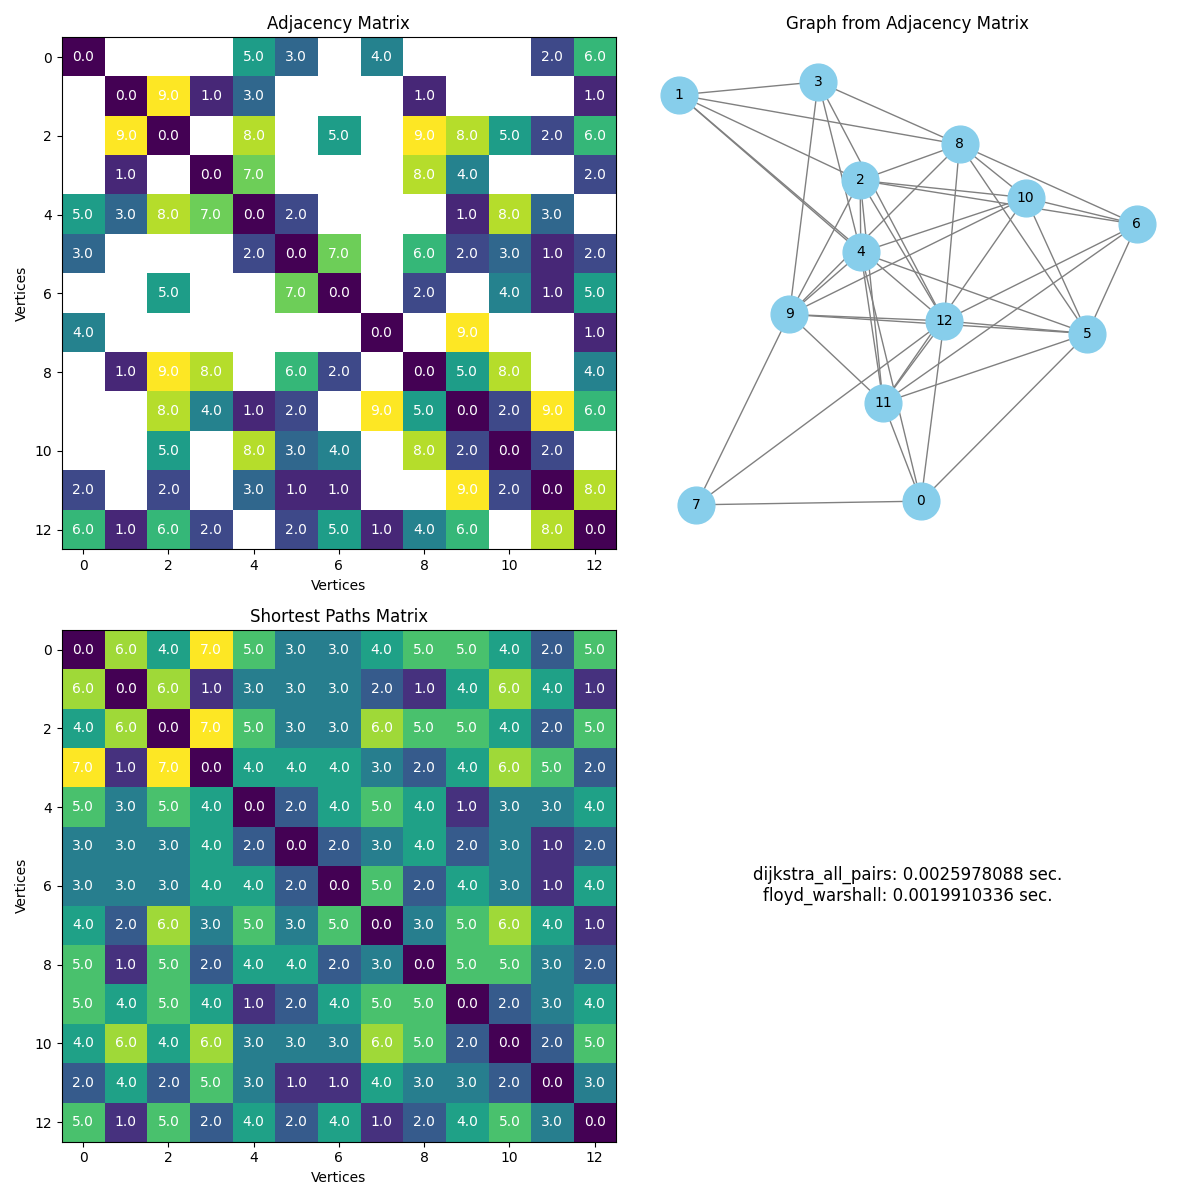 Adjacency Matrix
0 0.0 5.0 3.0 4.0 2.0 6.0
0.0 9.0 1.0 3.0 1.0 1.0
2 9.0 0.0 8.0 5.0 9.0 8.0 5.0 2.0 6.0
1.0 0.0 7.0 8.0 4.0 2.0
4 5.0 3.0 8.0 7.0 0.0 2.0 1.0 8.0 3.0
3.0 2.0 0.0 7.0 6.0 2.0 3.0 1.0 2.0
6 5.0 7.0 0.0 2.0 4.0 1.0 5.0
4.0 0.0 9.0 1.0
8 1.0 9.0 8.0 6.0 2.0 0.0 5.0 8.0 4.0
8.0 4.0 1.0 2.0 9.0 5.0 0.0 2.0 9.0 6.0
10 5.0 8.0 3.0 4.0 8.0 2.0 0.0 2.0
2.0 2.0 3.0 1.0 1.0 9.0 2.0 0.0 8.0
12 6.0 1.0 6.0 2.0 2.0 5.0 1.0 4.0 6.0 8.0 0.0
0 2 4 6 8 10 12
Vertices
Vertices
Graph from Adjacency Matrix
3
1
8
2
10
6
4
9
12
5
11
0
7
Shortest Paths Matrix
0 0.0 6.0 4.0 7.0 5.0 3.0 3.0 4.0 5.0 5.0 4.0 2.0 5.0
6.0 0.0 6.0 1.0 3.0 3.0 3.0 2.0 1.0 4.0 6.0 4.0 1.0
2 4.0 6.0 0.0 7.0 5.0 3.0 3.0 6.0 5.0 5.0 4.0 2.0 5.0
7.0 1.0 7.0 0.0 4.0 4.0 4.0 3.0 2.0 4.0 6.0 5.0 2.0
4 5.0 3.0 5.0 4.0 0.0 2.0 4.0 5.0 4.0 1.0 3.0 3.0 4.0
3.0 3.0 3.0 4.0 2.0 0.0 2.0 3.0 4.0 2.0 3.0 1.0 2.0
6 3.0 3.0 3.0 4.0 4.0 2.0 0.0 5.0 2.0 4.0 3.0 1.0 4.0
4.0 2.0 6.0 3.0 5.0 3.0 5.0 0.0 3.0 5.0 6.0 4.0 1.0
8 5.0 1.0 5.0 2.0 4.0 4.0 2.0 3.0 0.0 5.0 5.0 3.0 2.0
5.0 4.0 5.0 4.0 1.0 2.0 4.0 5.0 5.0 0.0 2.0 3.0 4.0
10 4.0 6.0 4.0 6.0 3.0 3.0 3.0 6.0 5.0 2.0 0.0 2.0 5.0
2.0 4.0 2.0 5.0 3.0 1.0 1.0 4.0 3.0 3.0 2.0 0.0 3.0
12 5.0 1.0 5.0 2.0 4.0 2.0 4.0 1.0 2.0 4.0 5.0 3.0 0.0
0 2 4 6 8 10 12
Vertices
Vertices
dijkstra_all_pairs: 0.0025978088 sec.
floyd_warshall: 0.0019910336 sec.